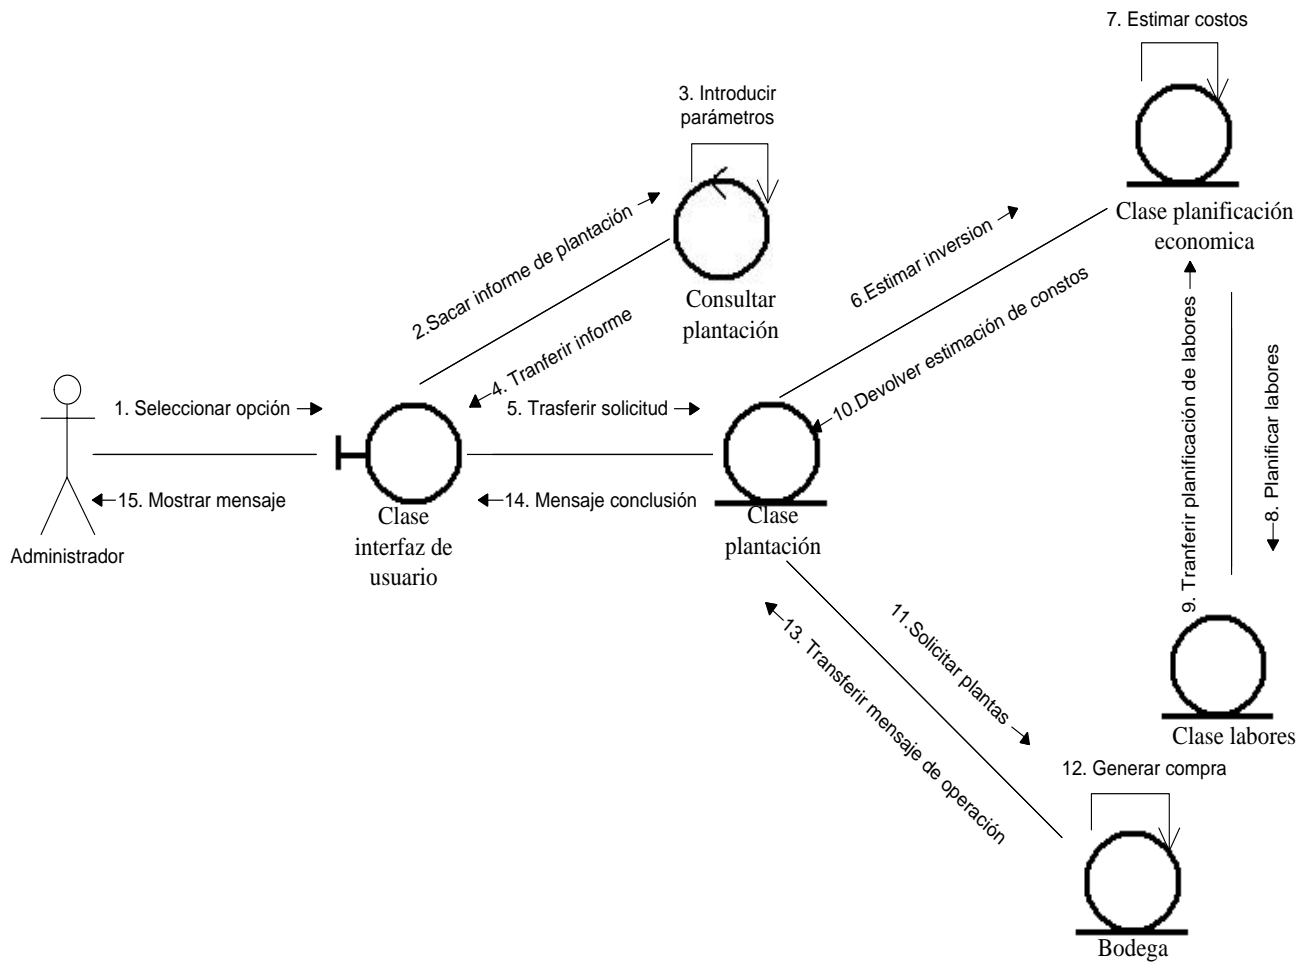 7. Estimar costos
3. Introducir
parámetros
Clase planificación
economica
2.Sacar informe de plantación
6.Estimar inversion
Consultar
plantación
4. Tranferir informe
10.Devolver estimación de constos
9. Tranferir planificación de labores
8. Planificar labores
1. Seleccionar opción
5. Trasferir solicitud
15. Mostrar mensaje
14. Mensaje conclusión
Administrador
Clase
interfaz de
usuario
Clase
plantación
11.Solicitar plantas
13. Transferir mensaje de operación
Clase labores
12. Generar compra
Bodega